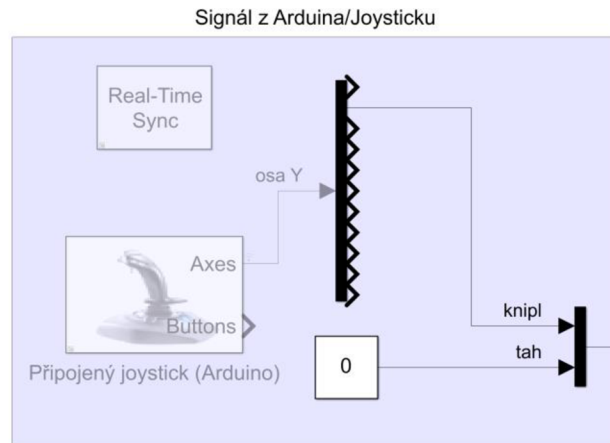 Signál z Arduina/Joysticku
Real-Time
Sync
osa Y
Axes
Buttons
Připojený joystick (Arduino)
0
knipl
tah